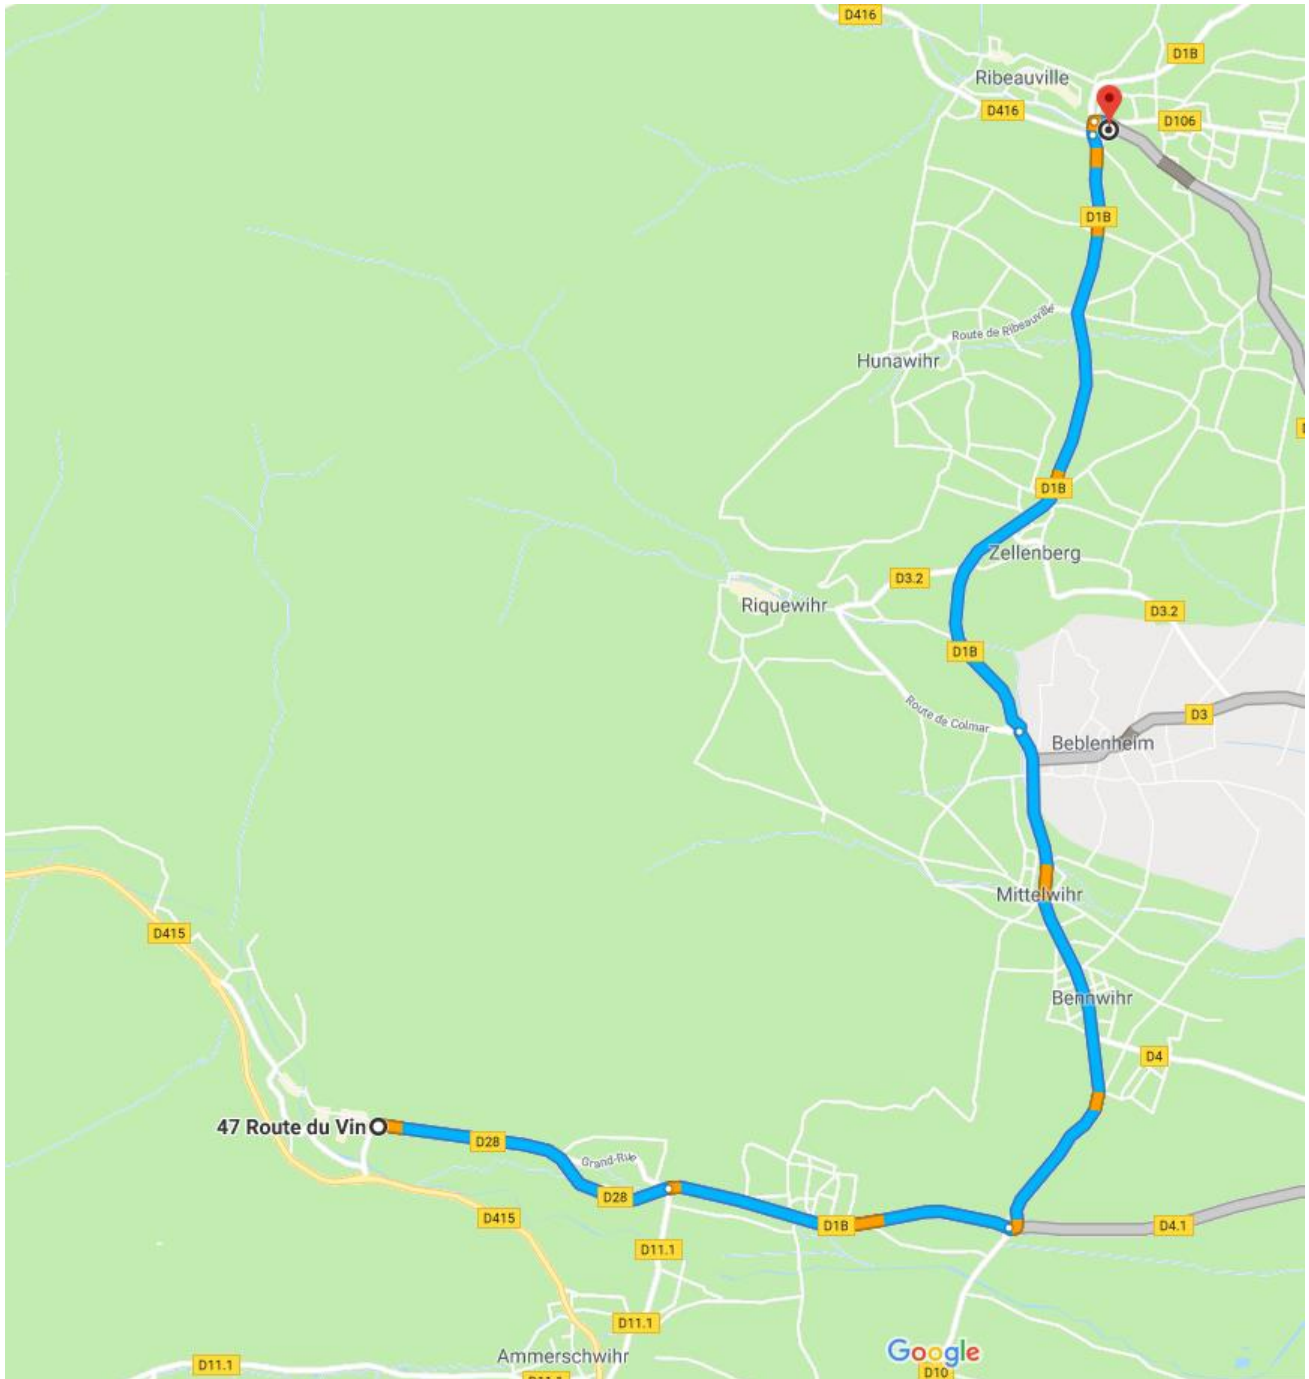 D416
D1B
Ribeauville
D416
D106
D1B
Route de Ribeauvillé
Hunawihr
D1B
Zellenberg
D3.2
Riquewihr
D3.2
D1B
Route de Colmar
D3
Beblenheim
Mittelwihr
D415
Bennwihr
D4
47 Route du Vin
D28
Grand-Rue
D28
D415
D1B
D4.1
D11.1
D11.1
Google
Ammerschwihr
D11.1
D10